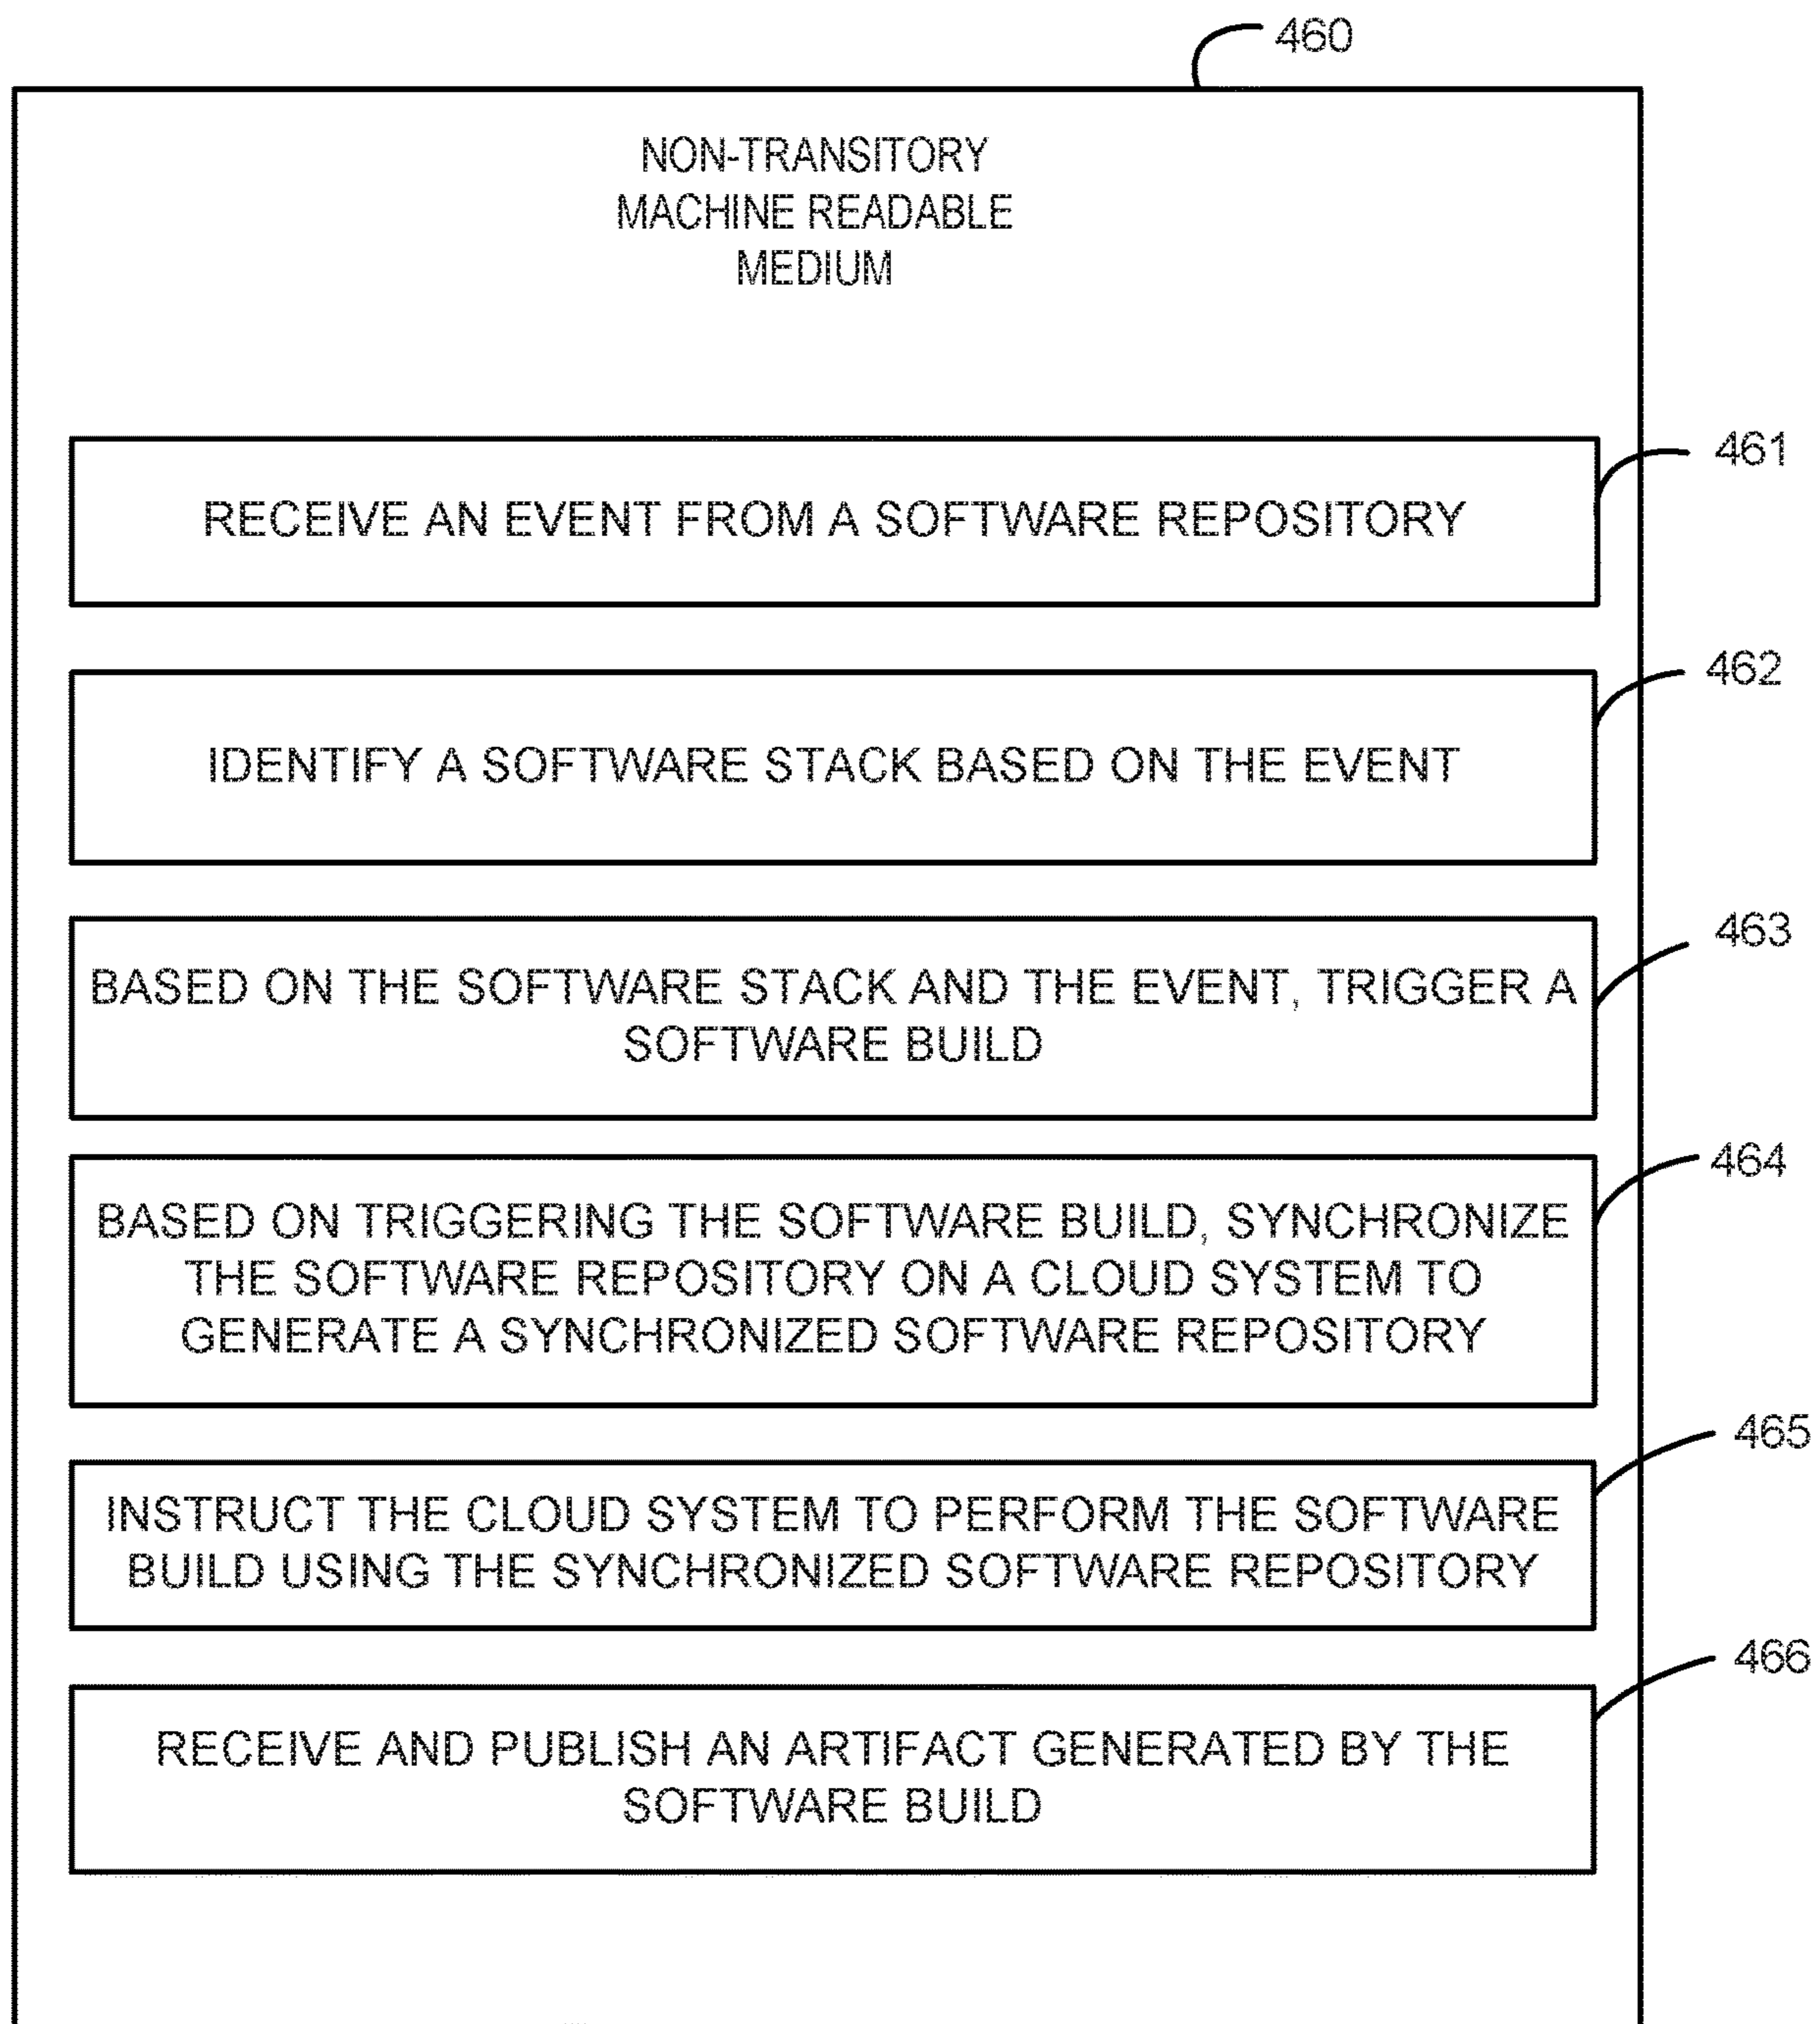 460
NON-TRANSITORY
MACHINE READABLE
MEDIUM
461
RECEIVE AN EVENT FROM A SOFTWARE REPOSITORY
462
IDENTIFY A SOFTWARE STACK BASED ON THE EVENT
463
BASED ON THE SOFTWARE STACK AND THE EVENT, TRIGGER A
SOFTWARE BUILD
464
BASED ON TRIGGERING THE SOFTWARE BUILD, SYNCHRONIZE
THE SOFTWARE REPOSITORY ON A CLOUD SYSTEM TO
GENERATE A SYNCHRONIZED SOFTWARE REPOSITORY
465
INSTRUCT THE CLOUD SYSTEM TO PERFORM THE SOFTWARE
BUILD USING THE SYNCHRONIZED SOFTWARE REPOSITORY
466
RECEIVE AND PUBLISH AN ARTIFACT GENERATED BY THE
SOFTWARE BUILD